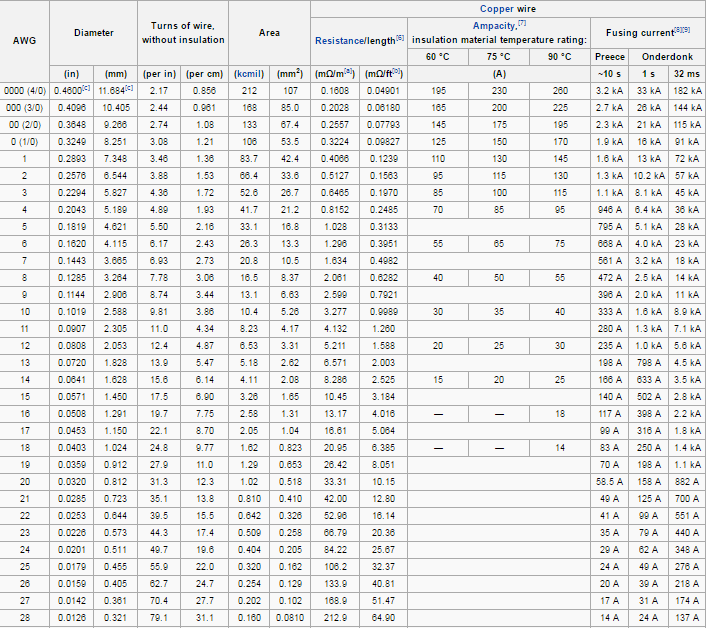 Copper wire
AWG Diameter Turns of wire, without insulation Area Resistance/length[6] Ampacity,[7] insulation material temperature rating: Fusing current[8][9]
60 °C 75 °C 90 °C Preece Onderdonk
(in) (mm) (per in) (per cm) (kcmil) (mm2) (mΩ/m[a]) (mΩ/ft[b]) (A) ~10 s 1 s 32 ms
0000 (4/0) 0.4600[c] 11.684[c] 2.17 0.856 212 107 0.1608 0.04901 195 230 260 3.2 kA 33 kA 182 kA
000 (3/0) 0.4096 10.405 2.44 0.961 168 85.0 0.2028 0.06180 165 200 225 2.7 kA 26 kA 144 kA
00 (2/0) 0.3648 9.266 2.74 1.08 133 67.4 0.2557 0.07793 145 175 195 2.3 kA 21 kA 115 kA
0 (1/0) 0.3249 8.251 3.08 1.21 106 53.5 0.3224 0.09827 125 150 170 1.9 kA 16 kA 91 kA
1 0.2893 7.348 3.46 1.36 83.7 42.4 0.4066 0.1239 110 130 145 1.6 kA 13 kA 72 kA
2 0.2576 6.544 3.88 1.53 66.4 33.6 0.5127 0.1563 95 115 130 1.3 kA 10.2 kA 57 kA
3 0.2294 5.827 4.36 1.72 52.6 26.7 0.6465 0.1970 85 100 115 1.1 kA 8.1 kA 45 kA
4 0.2043 5.189 4.89 1.93 41.7 21.2 0.8152 0.2485 70 85 95 946 A 6.4 kA 36 kA
5 0.1819 4.621 5.50 2.16 33.1 16.8 1.028 0.3133 795 A 5.1 kA 28 kA
6 0.1620 4.115 6.17 2.43 26.3 13.3 1.296 0.3951 55 65 75 668 A 4.0 kA 23 kA
7 0.1443 3.665 6.93 2.73 20.8 10.5 1.634 0.4982 561 A 3.2 kA 18 kA
8 0.1285 3.264 7.78 3.06 16.5 8.37 2.061 0.6282 40 50 55 472 A 2.5 kA 14 kA
9 0.1144 2.906 8.74 3.44 13.1 6.63 2.599 0.7921 396 A 2.0 kA 11 kA
10 0.1019 2.588 9.81 3.86 10.4 5.26 3.277 0.9989 30 35 40 333 A 1.6 kA 8.9 kA
11 0.0907 2.305 11.0 4.34 8.23 4.17 4.132 1.260 280 A 1.3 kA 7.1 kA
12 0.0808 2.053 12.4 4.87 6.53 3.31 5.211 1.588 20 25 30 235 A 1.0 kA 5.6 kA
13 0.0720 1.828 13.9 5.47 5.18 2.62 6.571 2.003 198 A 798 A 4.5 kA
14 0.0641 1.628 15.6 6.14 4.11 2.08 8.286 2.525 15 20 25 166 A 633 A 3.5 kA
15 0.0571 1.450 17.5 6.90 3.26 1.65 10.45 3.184 140 A 502 A 2.8 kA
16 0.0508 1.291 19.7 7.75 2.58 1.31 13.17 4.016 — — 18 117 A 398 A 2.2 kA
17 0.0453 1.150 22.1 8.70 2.05 1.04 16.61 5.064 99 A 316 A 1.8 kA
18 0.0403 1.024 24.8 9.77 1.62 0.823 20.95 6.385 — — 14 83 A 250 A 1.4 kA
19 0.0359 0.912 27.9 11.0 1.29 0.653 26.42 8.051 70 A 198 A 1.1 kA
20 0.0320 0.812 31.3 12.3 1.02 0.518 33.31 10.15 58.5 A 158 A 882 A
21 0.0285 0.723 35.1 13.8 0.810 0.410 42.00 12.80 49 A 125 A 700 A
22 0.0253 0.644 39.5 15.5 0.642 0.326 52.96 16.14 41 A 99 A 551 A
23 0.0226 0.573 44.3 17.4 0.509 0.258 66.79 20.36 35 A 79 A 440 A
24 0.0201 0.511 49.7 19.6 0.404 0.205 84.22 25.67 29 A 62 A 348 A
25 0.0179 0.455 55.9 22.0 0.320 0.162 106.2 32.37 24 A 49 A 276 A
26 0.0159 0.405 62.7 24.7 0.254 0.129 133.9 40.81 20 A 39 A 218 A
27 0.0142 0.361 70.4 27.7 0.202 0.102 168.9 51.47 17 A 31 A 174 A
28 0.0126 0.321 79.1 31.1 0.160 0.0810 212.9 64.90 14 A 24 A 137 A